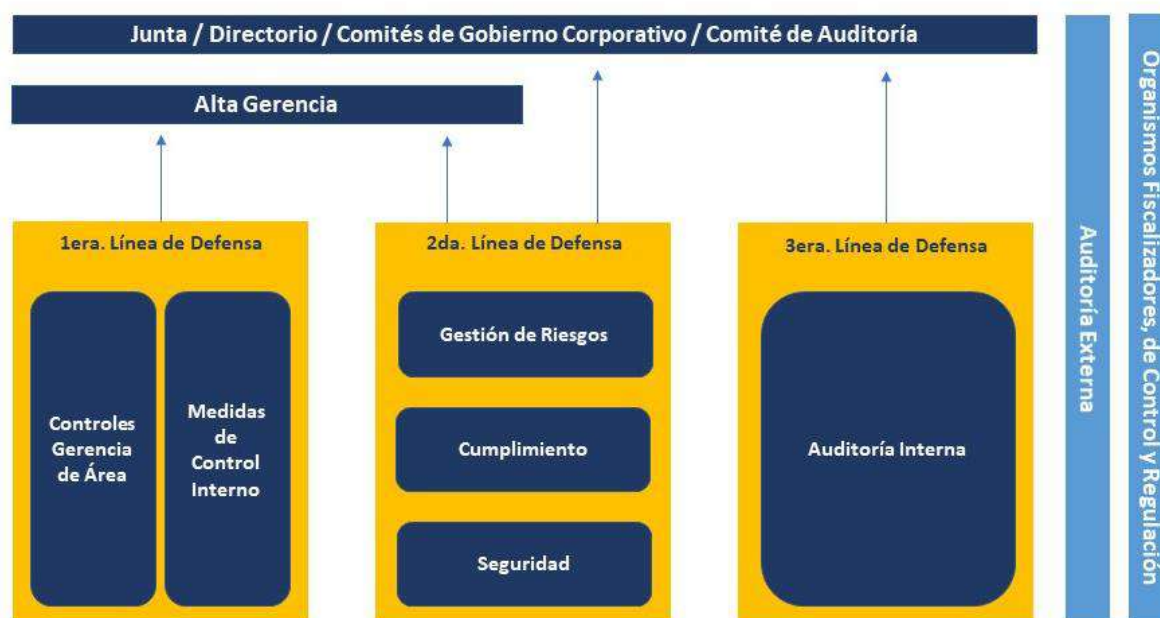 Junta / Directorio / Comités de Gobierno Corporativo / Comité de Auditoría
Alta Gerencia
1era. Línea de Defensa
Controles
Gerencia
de Área
Medidas
de
Control
Interno
2da. Línea de Defensa
Gestión de Riesgos
Cumplimiento
Seguridad
3era. Línea de Defensa
Auditoría Interna
Auditoría Externa
Organismos Fiscalizadores, de Control y Regulación